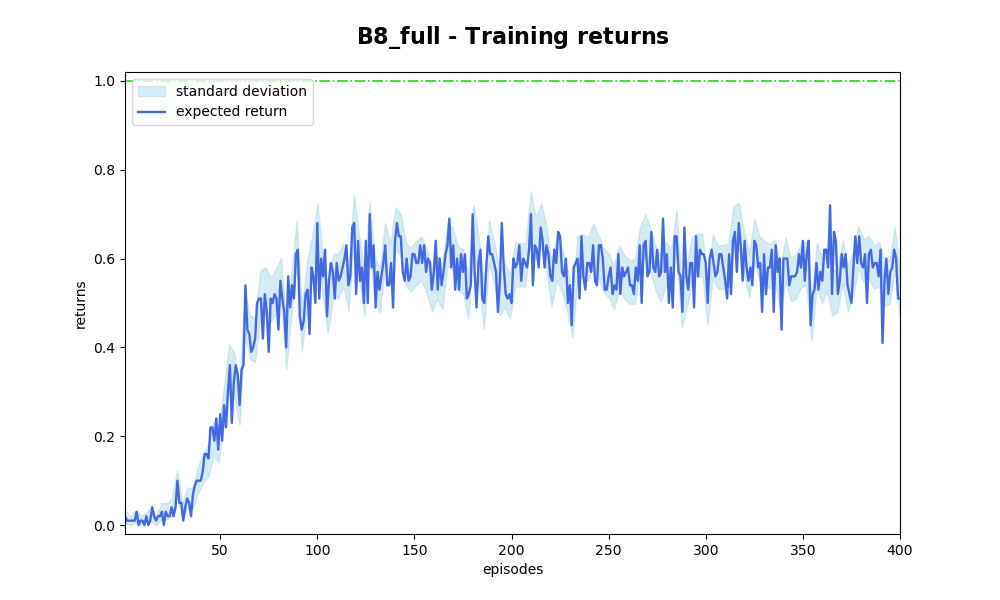 B8_full - Training returns
1.0
standard deviation
expected return
0.8
0.6
0.4
0.2
0.0
returns
50 100 150 200 250 300 350 400
episodes